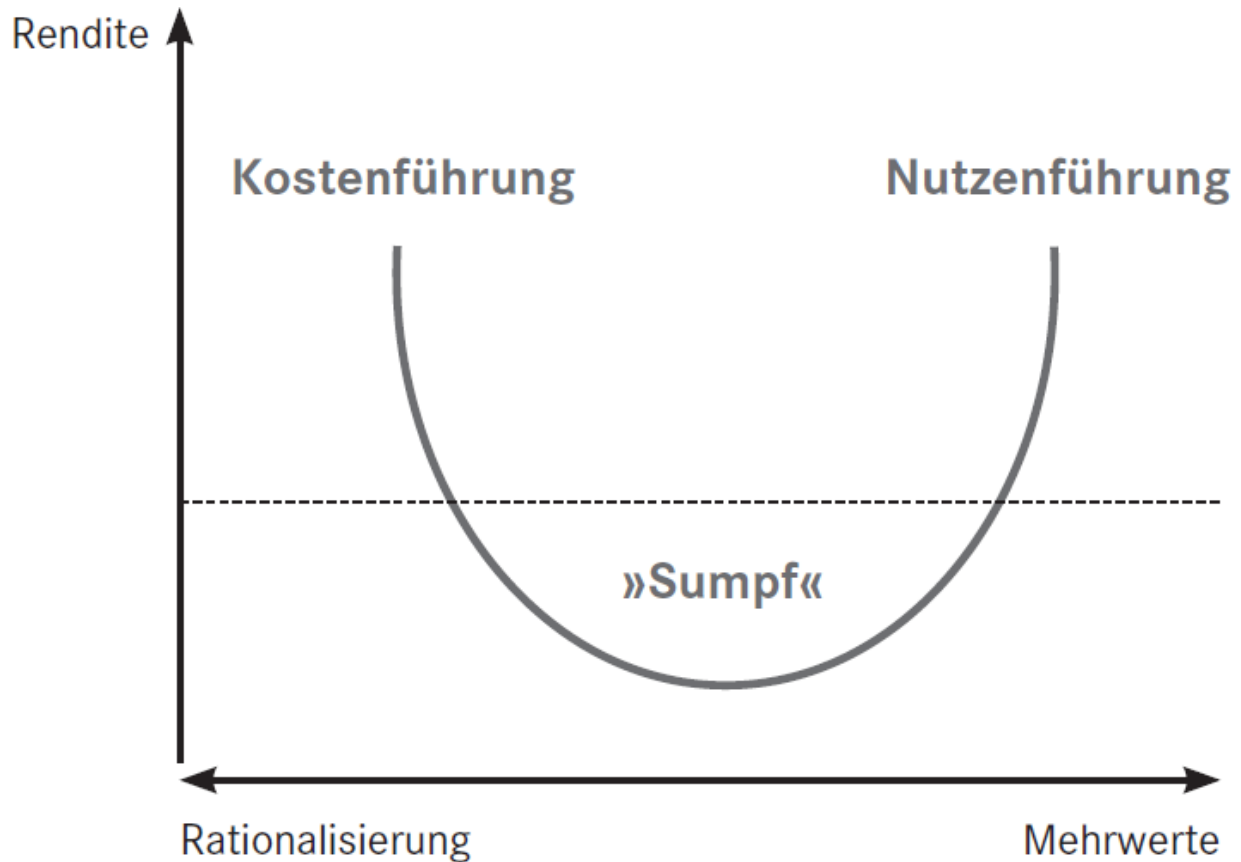 Rendite
Kostenführung
Nutzenführung
»Sumpf«
Rationalisierung
Mehrwerte